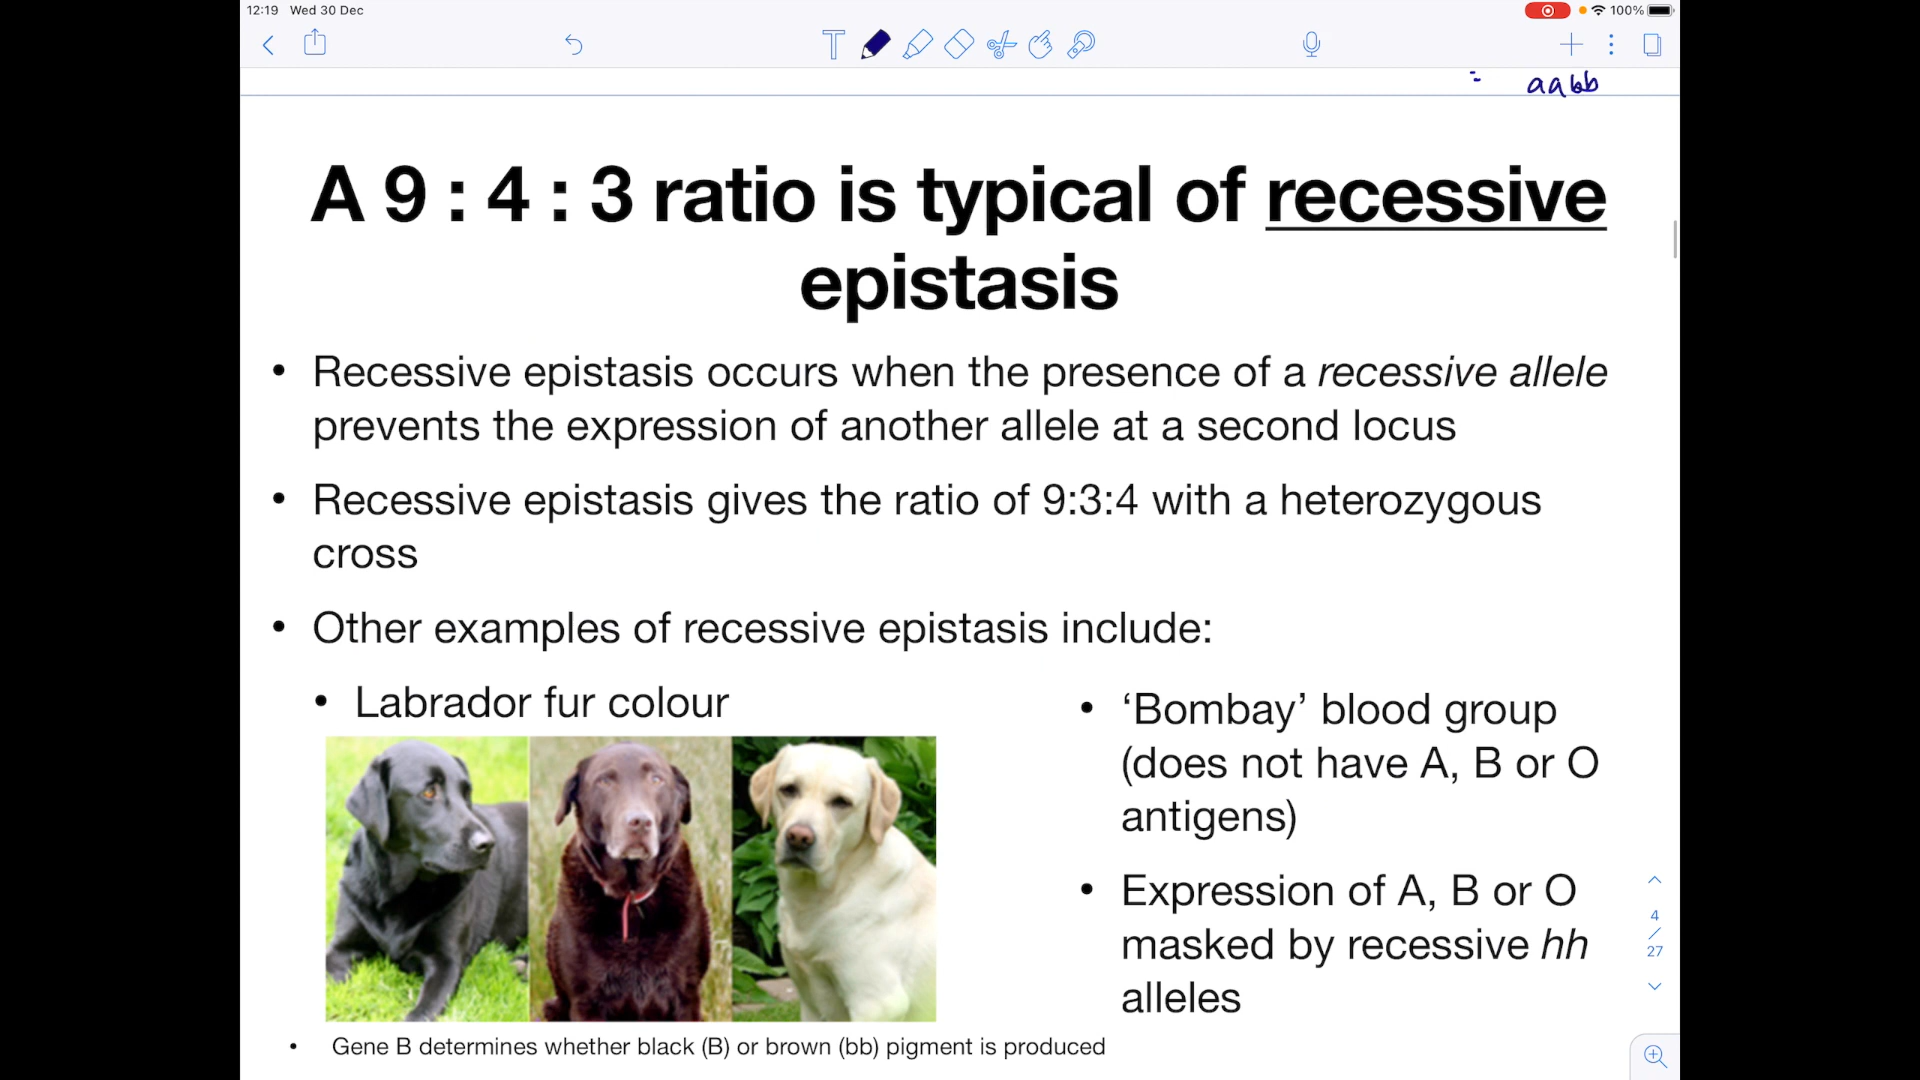 12:19 Wed 30 Dec
100%
aabb
A 9 : 4 : 3 ratio is typical of recessive
epistasis
• Recessive epistasis occurs when the presence of a recessive allele
prevents the expression of another allele at a second locus
• Recessive epistasis gives the ratio of 9:3:4 with a heterozygous
cross
• Other examples of recessive epistasis include:
• Labrador fur colour
• ‘Bombay’ blood group
(does not have A, B or O
antigens)
• Expression of A, B or O
masked by recessive hh
alleles
4
/
27
• Gene B determines whether black (B) or brown (bb) pigment is produced